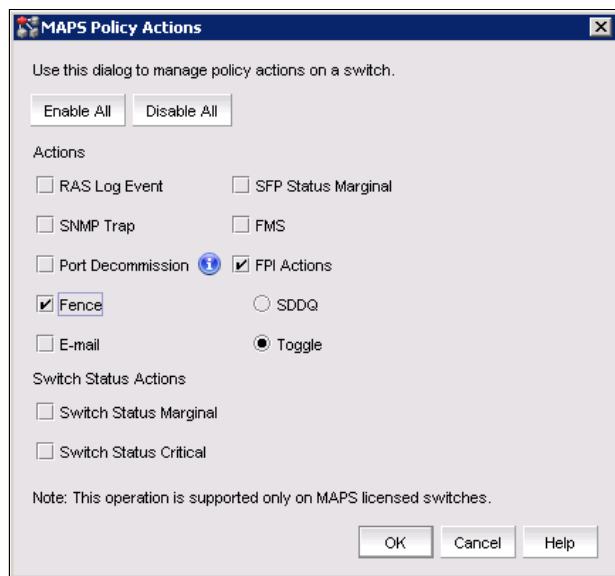 MAPS Policy Actions
Use this dialog to manage policy actions on a switch.
Enable All
Disable All
Actions
RAS Log Event
SFP Status Marginal
SNMP Trap
FMS
Port Decommission
FPI Actions
Fence
SDDQ
E-mail
Toggle
Switch Status Actions
Switch Status Marginal
Switch Status Critical
Note: This operation is supported only on MAPS licensed switches.
OK
Cancel
Help